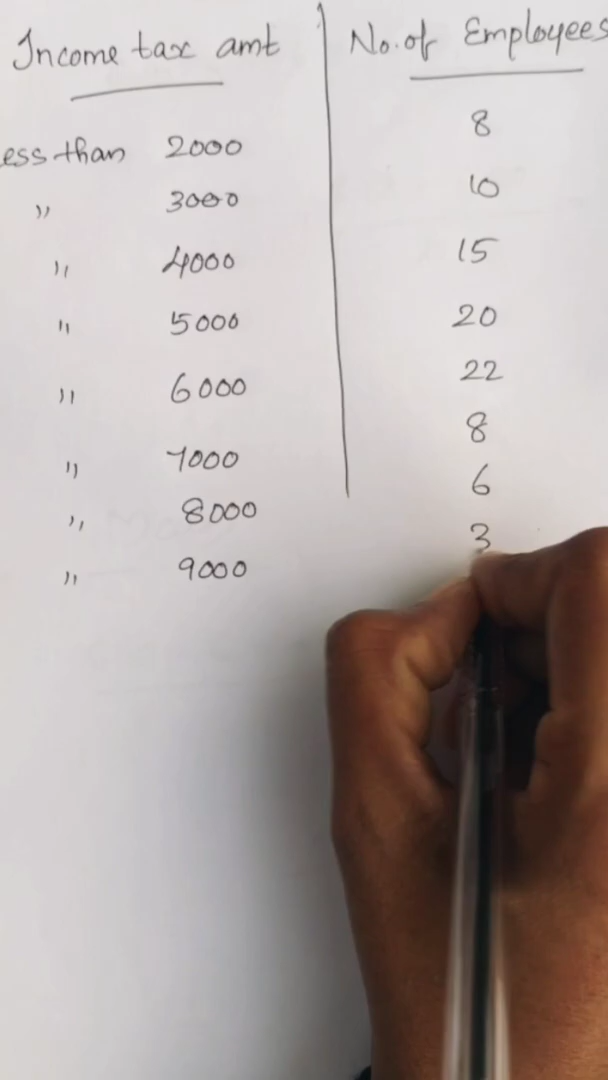 Income tax amt No. of Employees
ess than 2000 8
" 3000 10
" 4000 15
" 5000 20
" 6000 22
" 7000 8
" 8000 6
" 9000 3